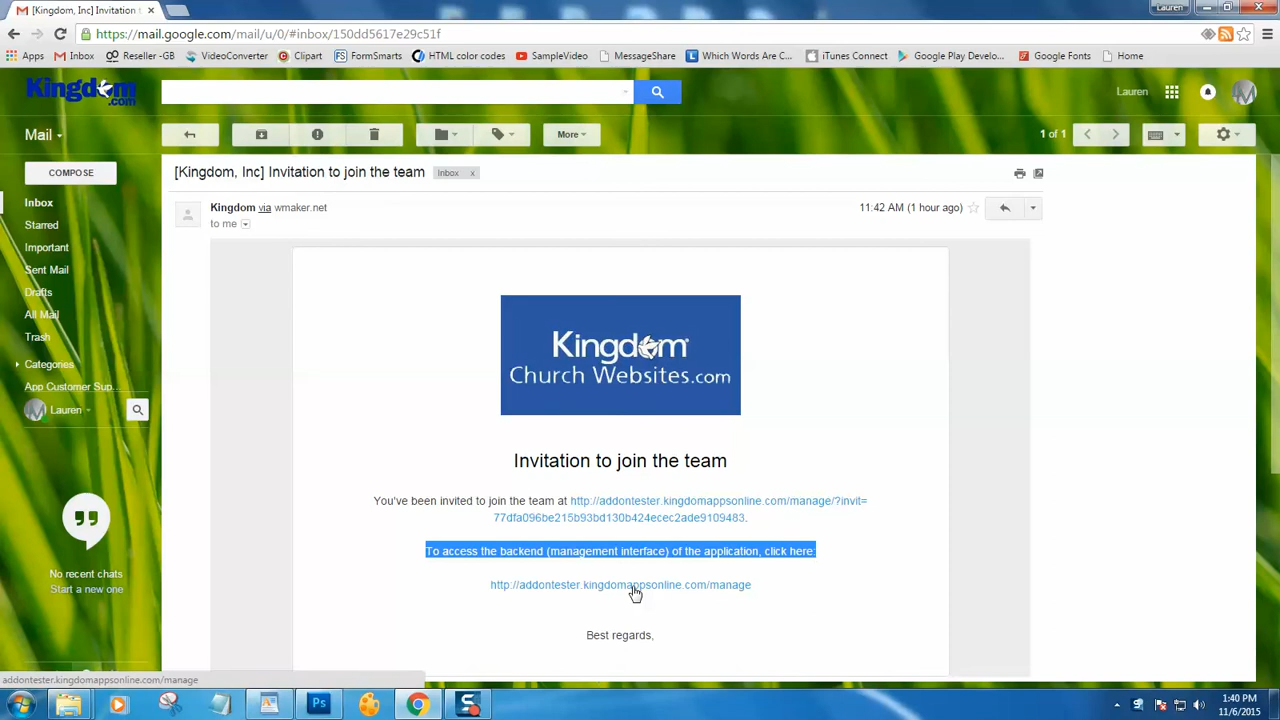 [Kingdom, Inc] Invitation t
Lauren
https://mail.google.com/mail/u/0/#inbox/150dd5617e29c51f
Apps Inbox Reseller -GB VideoConverter Clipart FormSmarts HTML color codes SampleVideo MessageShare Which Words Are C... iTunes Connect Google Play Develo... Google Fonts Home
Kingdom.com
Lauren
Mail
More
1 of 1
COMPOSE
[Kingdom, Inc] Invitation to join the team Inbox x
Inbox
Starred
Important
Sent Mail
Drafts
All Mail
Trash
Categories
App Customer Sup...
Lauren
No recent chats
Start a new one
Kingdom via wmaker.net
11:42 AM (1 hour ago)
to me
Kingdom
Church Websites.com
Invitation to join the team
You've been invited to join the team at http://addontester.kingdomappsonline.com/manage/?invit=
77dfa096be215b93bd130b424ecec2ade9109483.
To access the backend (management interface) of the application, click here:
http://addontester.kingdomappsonline.com/manage
Best regards,
addontester.kingdomappsonline.com/manage
Ps
S
1:40 PM
11/6/2015